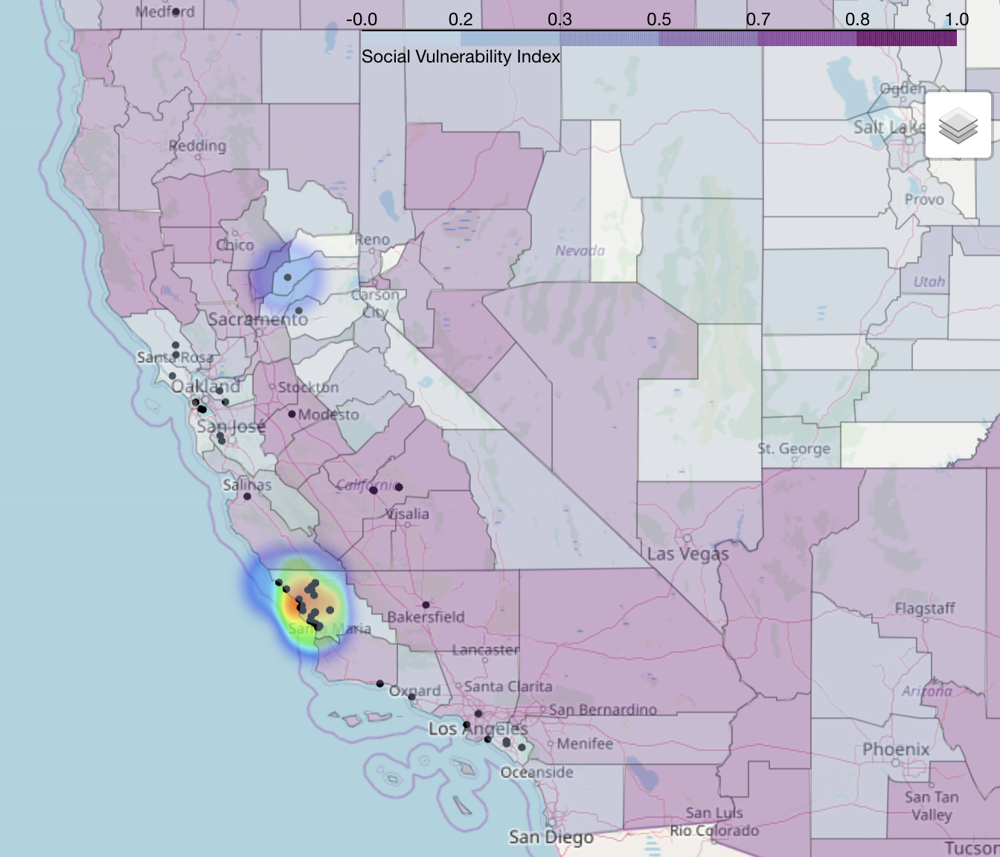 Medford
-0.0 0.2 0.3 0.5 0.7 0.8 1.0
Social Vulnerability Index
Ogden
Salt Lake
Redding
Provo
Chico
Reno
Nevada
Utah
Carson
City
Sacramento
Santa Rosa
Oakland
Stockton
Modesto
San José
St. George
Salinas
California
Visalia
Las Vegas
Flagstaff
Bakersfield
Santa Maria
Lancaster
Oxnard
Santa Clarita
Arizona
San Bernardino
Los Angeles
Menifee
Phoenix
Oceanside
San Tan
Valley
San Luis
Rio Colorado
San Diego
Tucson